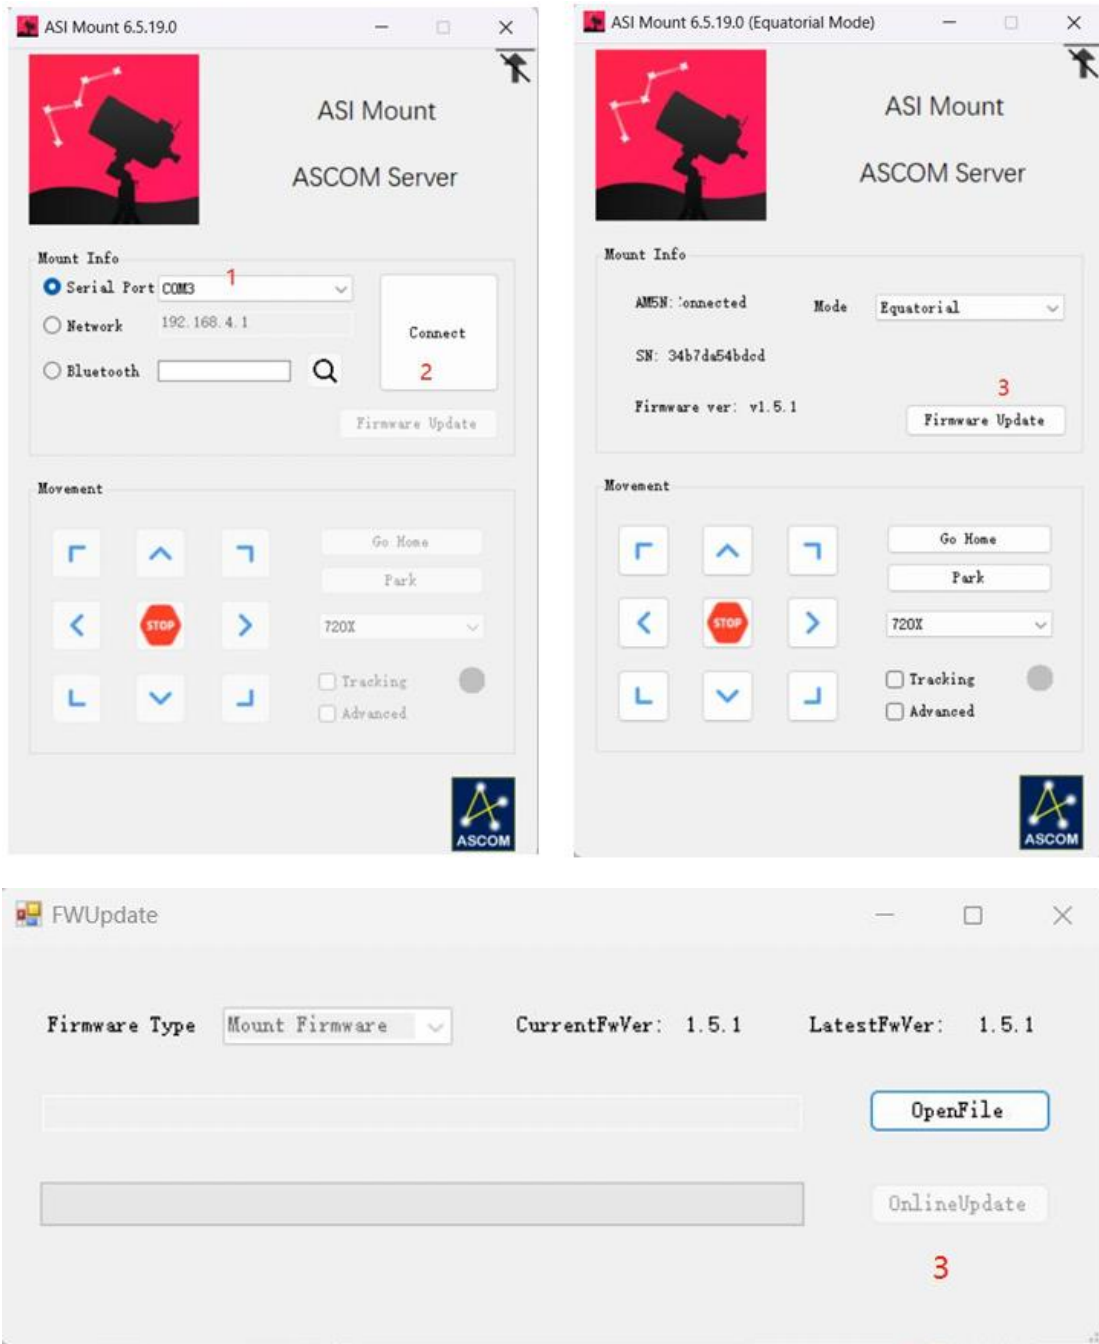 ASI Mount 6.5.19.0
ASI Mount
ASCOM Server
Mount Info
1
Serial Port COM3
Network 192.168.4.1
Connect
Bluetooth
2
Firmware Update
Movement
Go Home
Park
STOP
720X
Tracking
Advanced
ASCOM
ASI Mount 6.5.19.0 (Equatorial Mode)
ASI Mount
ASCOM Server
Mount Info
AM5N: onnected Mode Equatorial
SN: 34b7da54bdcd
3
Firmware ver: v1.5.1
Firmware Update
Movement
Go Home
Park
STOP
720X
Tracking
Advanced
ASCOM
FWUpdate
Firmware Type Mount Firmware CurrentFwVer: 1.5.1 LatestFwVer: 1.5.1
OpenFile
OnlineUpdate
3